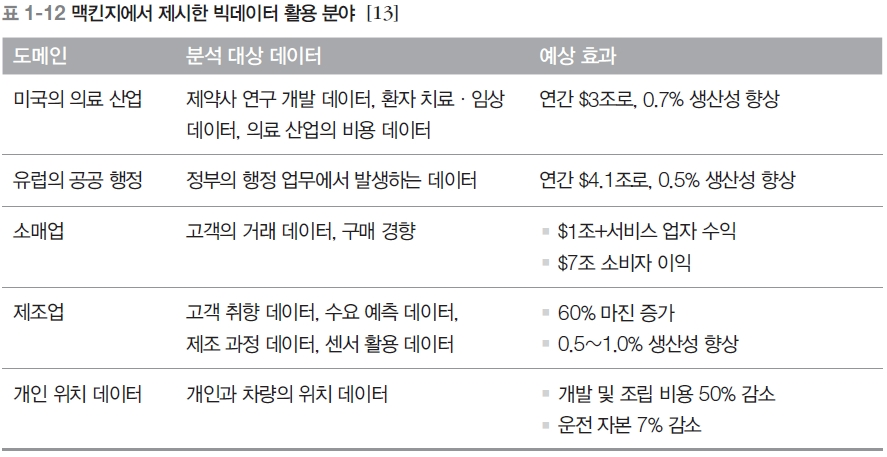 표 1-12 맥킨지에서 제시한 빅데이터 활용 분야 [13]
도메인 분석 대상 데이터 예상 효과
미국의 의료 산업 제약사 연구 개발 데이터, 환자 치료·임상 연간 $3조로, 0.7% 생산성 향상
데이터, 의료 산업의 비용 데이터
유럽의 공공 행정 정부의 행정 업무에서 발생하는 데이터 연간 $4.1조로, 0.5% 생산성 향상
소매업 고객의 거래 데이터, 구매 경향 ▪ $1조+서비스 업자 수익
▪ $7조 소비자 이익
제조업 고객 취향 데이터, 수요 예측 데이터, ▪ 60% 마진 증가
제조 과정 데이터, 센서 활용 데이터 ▪ 0.5~1.0% 생산성 향상
개인 위치 데이터 개인과 차량의 위치 데이터 ▪ 개발 및 조립 비용 50% 감소
▪ 운전 자본 7% 감소